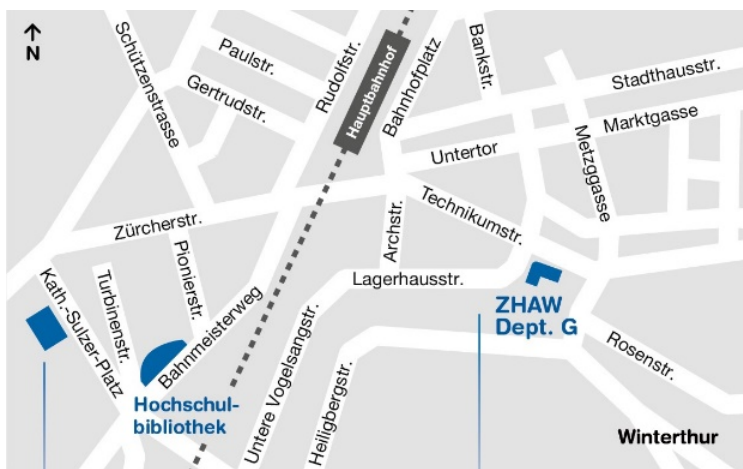 N
Schützenstrasse
Paulstr.
Gertrudstr.
Rudolfstr.
Hauptbahnhof
Bahnhofplatz
Bankstr.
Stadthausstr.
Marktgasse
Untertor
Metzggasse
Zürcherstr.
Technikumstr.
Archstr.
Pionierstr.
Kath.-Sulzer-Platz
Turbinenstr.
Bahnmeisterweg
Lagerhausstr.
ZHAW
Dept. G
Untere Vogelsangstr.
Heiligbergstr.
Rosenstr.
Hochschul-
bibliothek
Winterthur